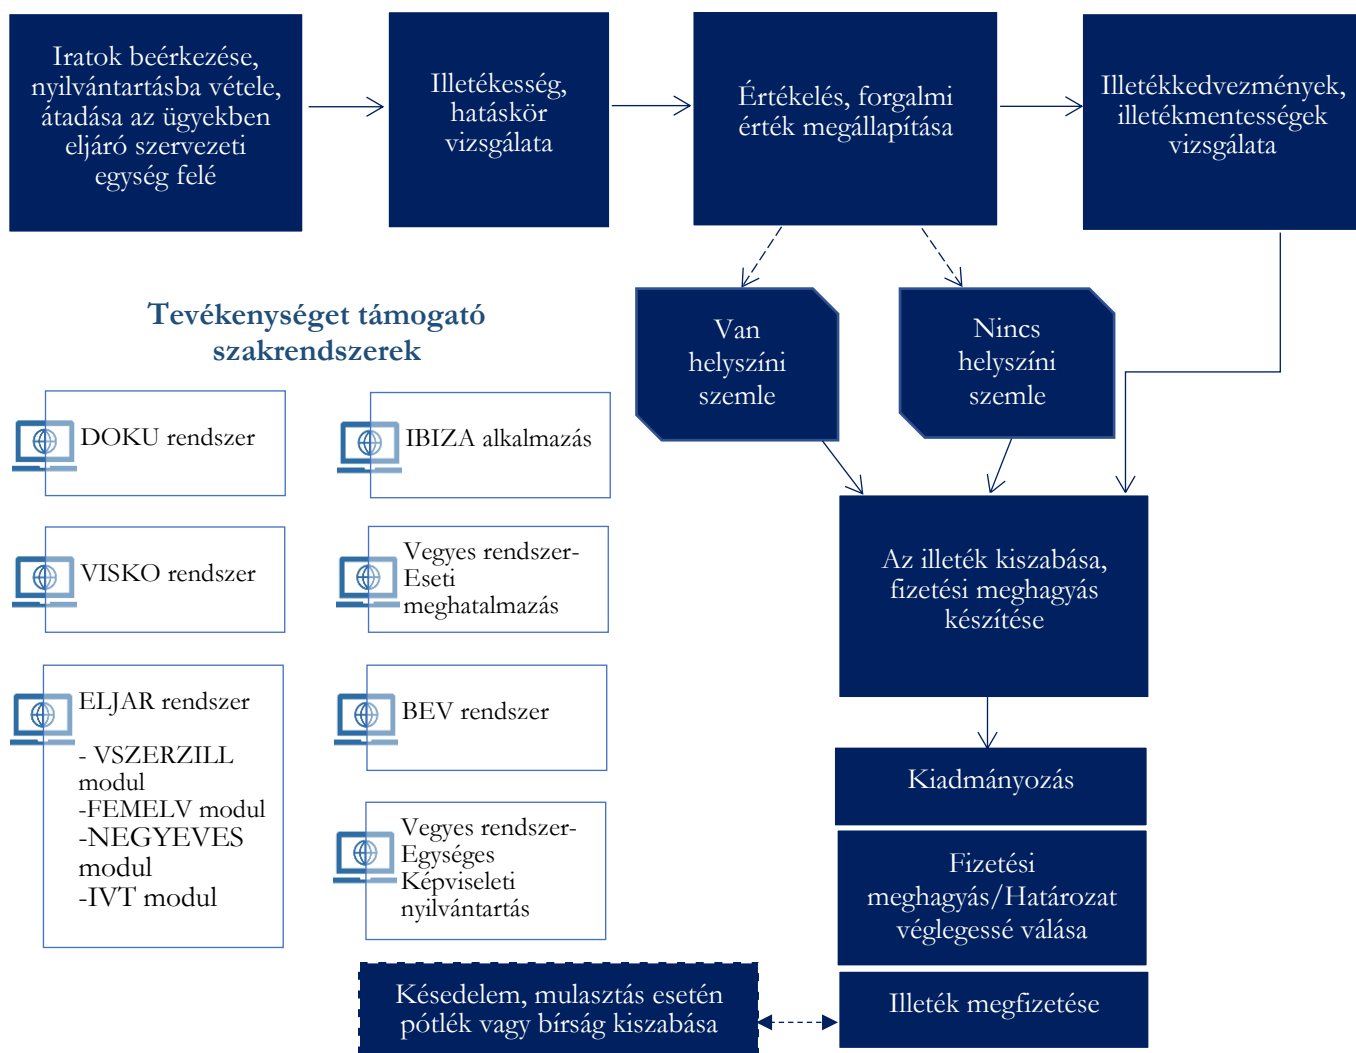 Iratok beérkezése,
nyilvántartásba vétele,
átadása az ügyekben
eljáró szervezeti
egység felé
Illetékesség,
hatáskör
vizsgálata
Értékelés, forgalmi
érték megállapítása
Illetékkedvezmények,
illetékmentességek
vizsgálata
Van
helyszíni
szemle
Nincs
helyszíni
szemle
Tevékenységet támogató
szakrendszerek
DOKU rendszer
IBIZA alkalmazás
VISKO rendszer
Vegyes rendszer-
Eseti
meghatalmazás
ELJAR rendszer
- VSZERZILL
modul
-FEMELV modul
-NEGYEVES
modul
-IVT modul
BEV rendszer
Vegyes rendszer-
Egységes
Képviseleti
nyilvántartás
Az illeték kiszabása,
fizetési meghagyás
készítése
Kiadmányozás
Fizetési
meghagyás/Határozat
véglegessé válása
Illeték megfizetése
Késedelem, mulasztás esetén
pótlék vagy bírság kiszabása